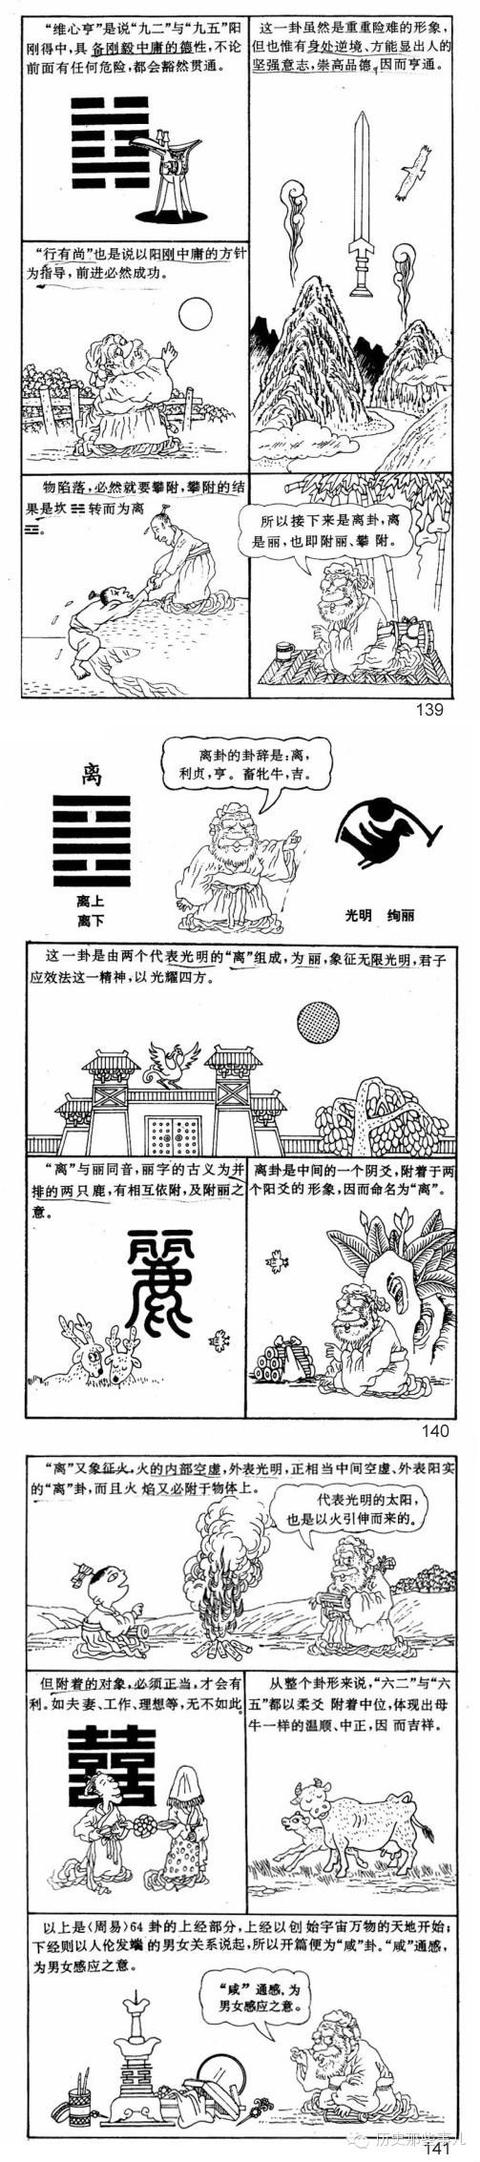 “维心亨”是说“九二”与“九五”阳
刚得中，具备刚毅中庸的德性，不论
前面有任何危险，都会豁然贯通。
这一卦虽然是重重险难的形象，
但也惟有身处逆境、方能显出人的
坚强意志，崇高品德，因而亨通。
“行有尚”也是说以阳刚中庸的方针
为指导，前进必然成功。
物陷落，必然就要攀附，攀附的结
果是坎☵转而为离
☲。
所以接下来是离卦，离
是丽，也即附丽、攀附。
139
离
离上
离下
离卦的卦辞是：离，
利贞，亨。畜牝牛，吉。
光明 绚丽
这一卦是由两个代表光明的“离”组成，为丽，象征无限光明，君子
应效法这一精神，以光耀四方。
“离”与丽同音，丽字的古义为并
排的两只鹿，有相互依附，及附丽之
意。
麗
离卦是中间的一个阴爻，附着于两
个阳爻的形象，因而命名为“离”。
140
“离”又象征火，火的内部空虚，外表光明，正相当中间空虚、外表阳实
的“离”卦，而且火焰又必附于物体上。
代表光明的太阳，
也是以火引伸而来的。
但附着的对象，必须正当，才会有
利。如夫妻、工作、理想等，无不如此。
囍
从整个卦形来说，“六二”与“六
五”都以柔爻附着中位，体现出母
牛一样的温顺、中正，因而吉祥。
以上是〈周易〉64卦的上经部分，上经以创始宇宙万物的天地开始；
下经则以人伦发端的男女关系说起，所以开篇便为“咸”卦。“咸”通感，
为男女感应之意。
“咸”通感，为
男女感应之意。
历史那些事儿
141